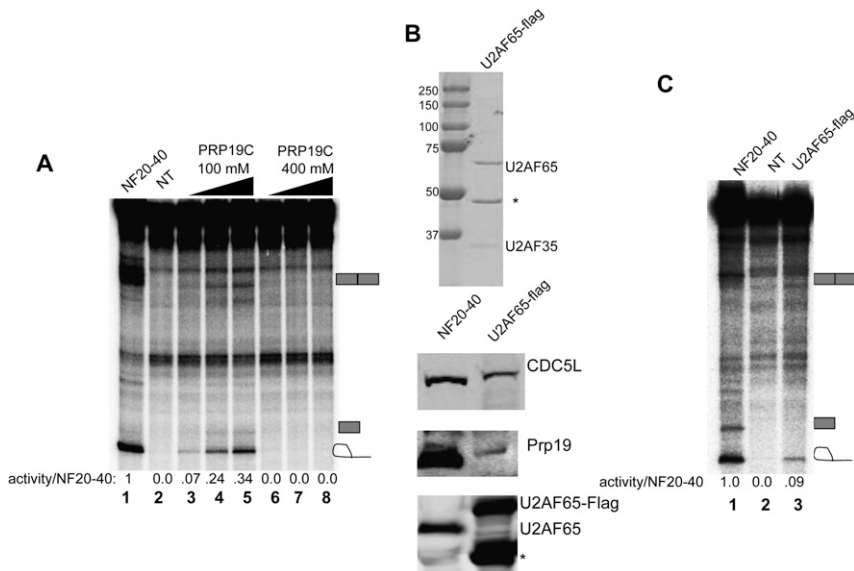 A
NF20-40
NT
PRP19C
100 mM
PRP19C
400 mM
activity/NF20-40: 1 0.0 .07 .24 .34 0.0 0.0 0.0
1 2 3 4 5 6 7 8
B
U2AF65-flag
250
150
100
75
50
37
U2AF65
*
U2AF35
NF20-40
U2AF65-flag
CDC5L
Prp19
U2AF65-Flag
U2AF65
*
C
NF20-40
NT
U2AF65-flag
activity/NF20-40 1.0 0.0 .09
1 2 3